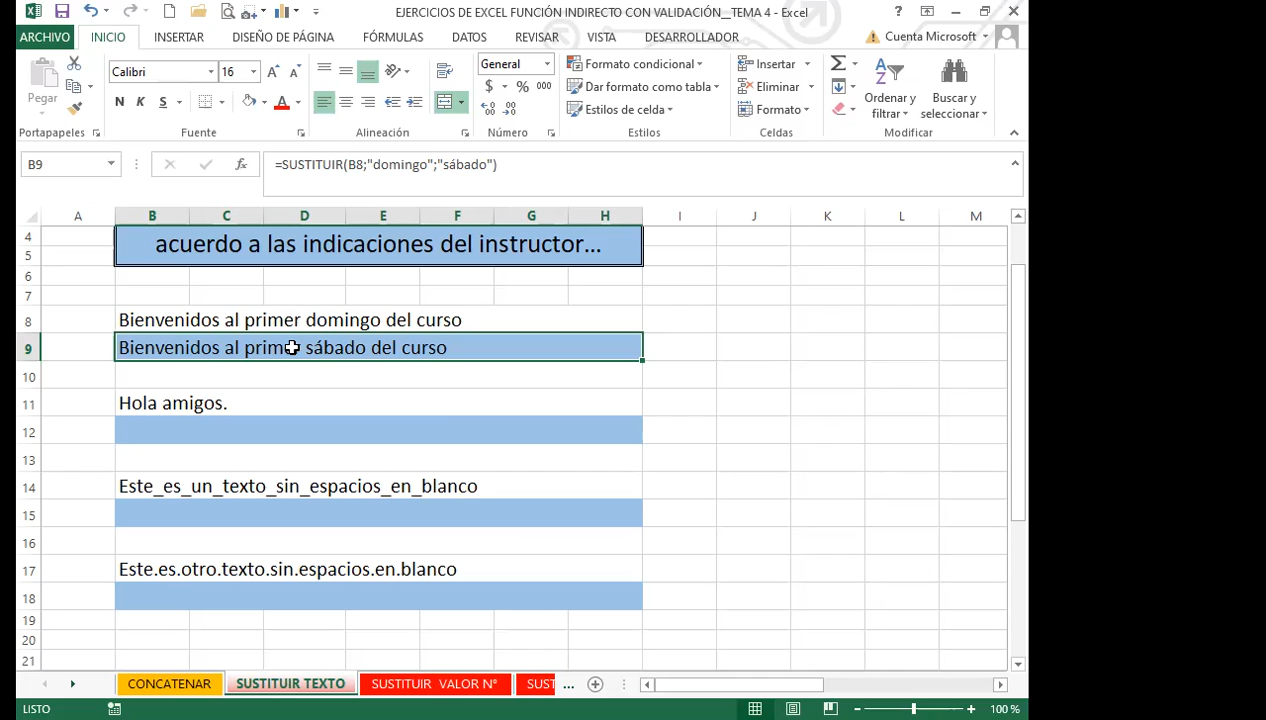 EJERCICIOS DE EXCEL FUNCIÓN INDIRECTO CON VALIDACIÓN_TEMA 4 - Excel
ARCHIVO INICIO INSERTAR DISEÑO DE PÁGINA FÓRMULAS DATOS REVISAR VISTA DESARROLLADOR Cuenta Microsoft
Calibri 16 General Formato condicional Insertar
Pegar Dar formato como tabla Eliminar Ordenar y filtrar Buscar y seleccionar
N K S $ % 000 Estilos de celda Formato
Portapapeles Fuente Alineación Número Estilos Celdas Modificar
B9 fx =SUSTITUIR(B8;"domingo";"sábado")
A B C D E F G H I J K L M
4 acuerdo a las indicaciones del instructor...
5
6
7
8 Bienvenidos al primer domingo del curso
9 Bienvenidos al primer sábado del curso
10
11 Hola amigos.
12
13
14 Este_es_un_texto_sin_espacios_en_blanco
15
16
17 Este.es.otro.texto.sin.espacios.en.blanco
18
19
20
21
CONCATENAR SUSTITUIR TEXTO SUSTITUIR VALOR N° SUST ...
LISTO 100 %